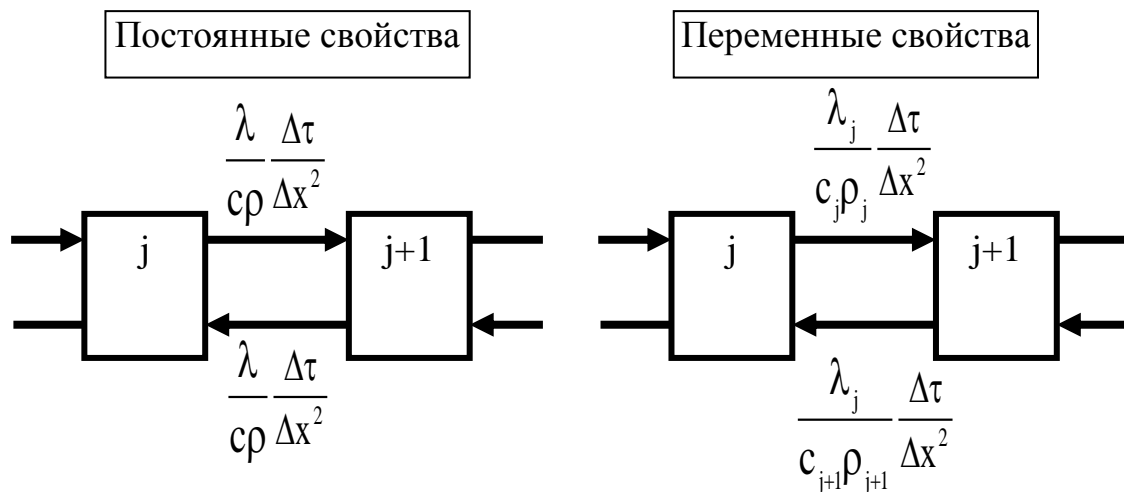 Постоянные свойства
λ/cρ Δτ/Δx²
j
j+1
λ/cρ Δτ/Δx²
Переменные свойства
λ_j/c_jρ_j Δτ/Δx²
j
j+1
λ_j/c_{j+1}ρ_{j+1} Δτ/Δx²